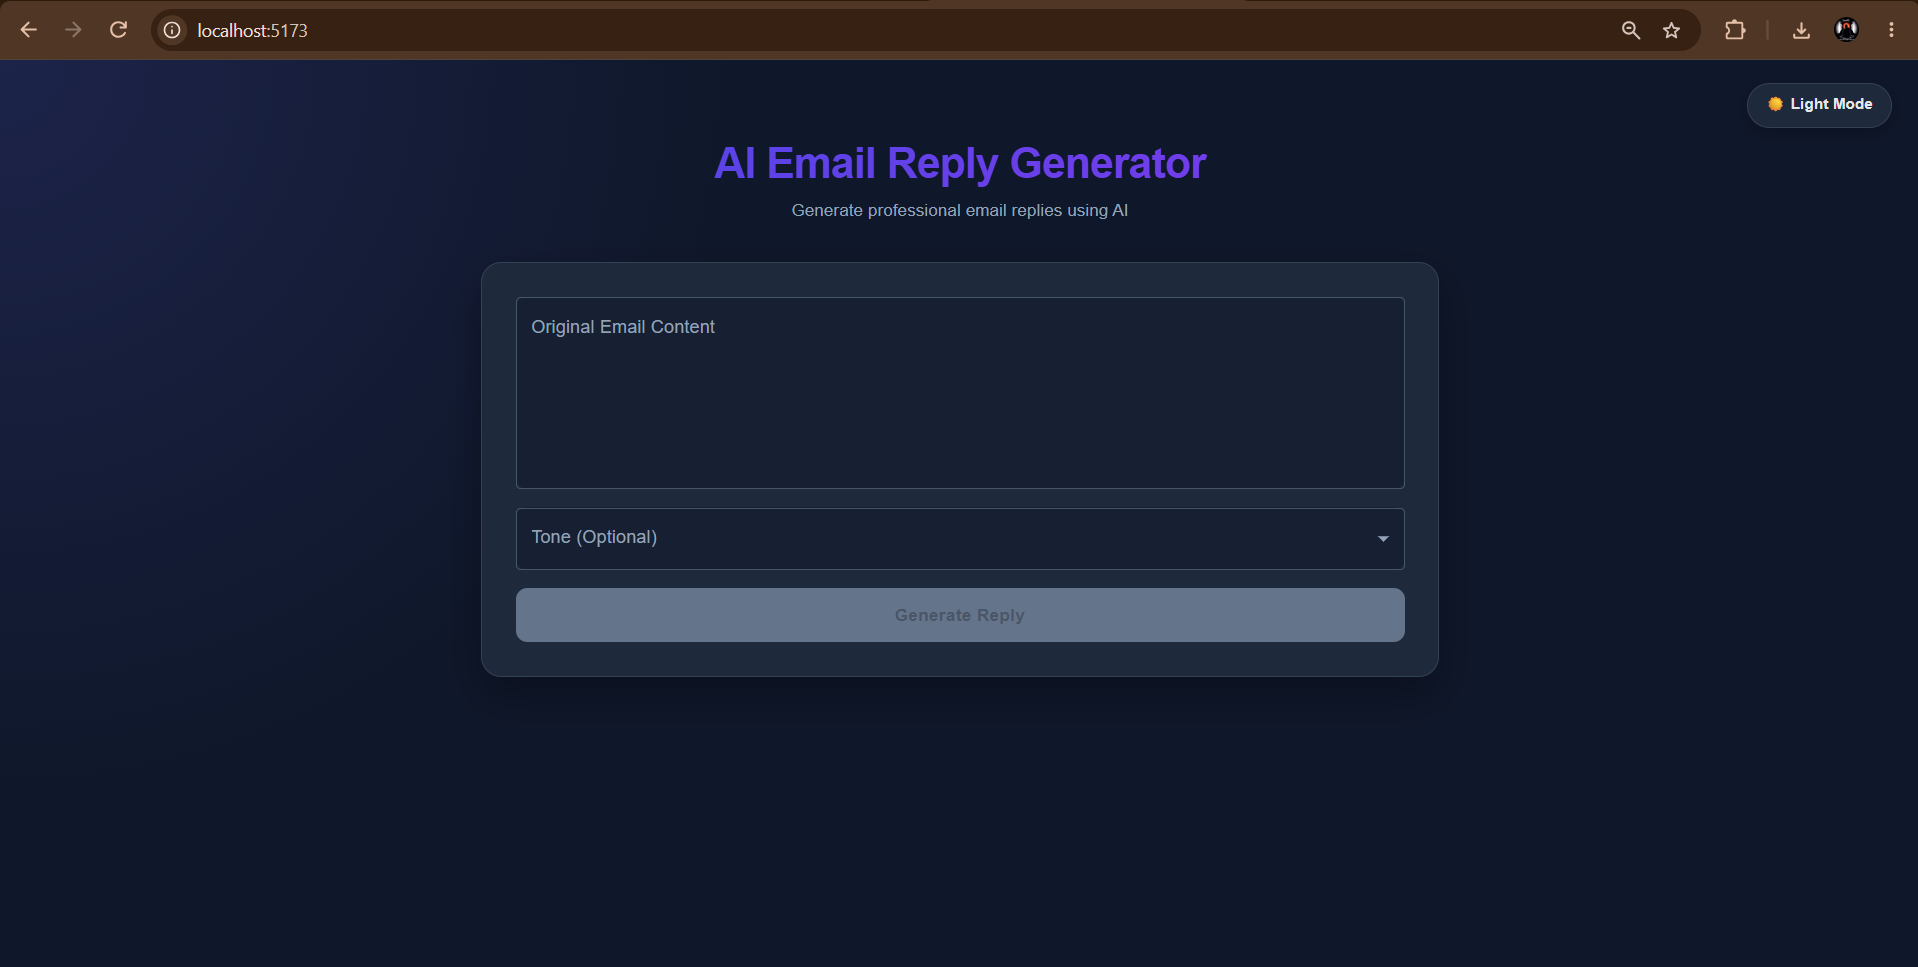 localhost:5173
Light Mode
AI Email Reply Generator
Generate professional email replies using AI
Original Email Content
Tone (Optional)
Generate Reply